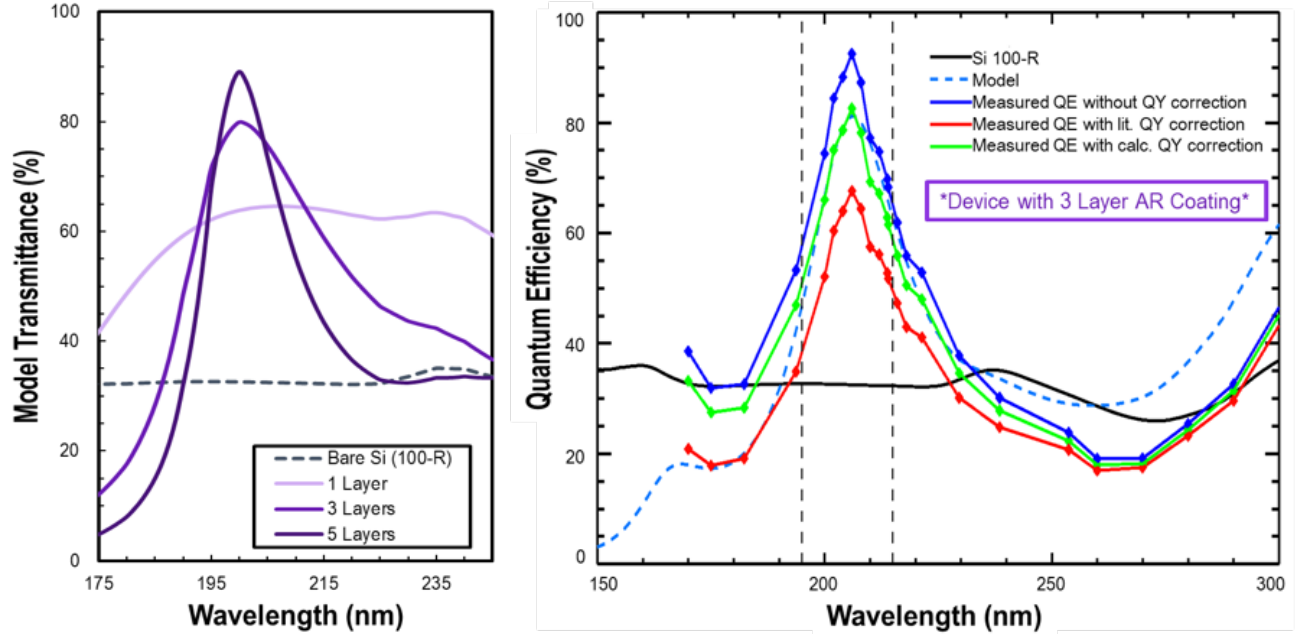 100
80
60
40
20
0
Model Transmittance (%)
Bare Si (100-R)
1 Layer
3 Layers
5 Layers
175
195
215
235
Wavelength (nm)
100
80
60
40
20
0
Quantum Efficiency (%)
Si 100-R
Model
Measured QE without QY correction
Measured QE with lit. QY correction
Measured QE with calc. QY correction
*Device with 3 Layer AR Coating*
150
200
250
300
Wavelength (nm)